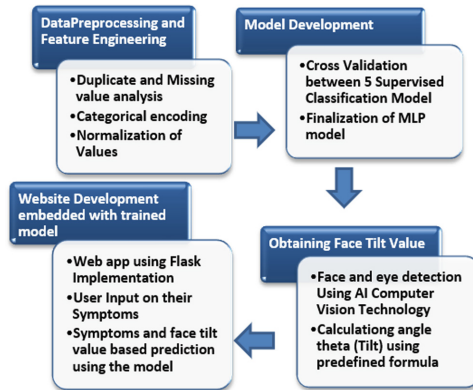 DataPreprocessing and
Feature Engineering
•Duplicate and Missing
value analysis
•Categorical encoding
•Normalization of
Values
Model Development
•Cross Validation
between 5 Supervised
Classification Model
•Finalization of MLP
model
Obtaining Face Tilt Value
•Face and eye detection
Using AI Computer
Vision Technology
•Calculationg angle
theta (Tilt) using
predefined formula
Website Development
embedded with trained
model
•Web app using Flask
Implementation
•User Input on their
Symptoms
•Symptoms and face tilt
value based prediction
using the model